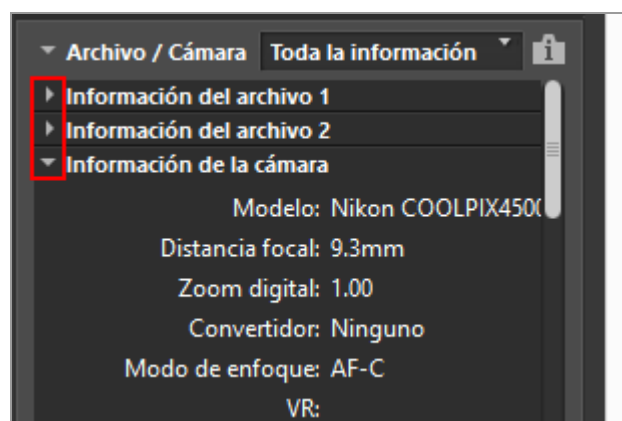 Archivo / Cámara Toda la información
Información del archivo 1
Información del archivo 2
Información de la cámara
Modelo: Nikon COOLPIX4500
Distancia focal: 9.3mm
Zoom digital: 1.00
Convertidor: Ninguno
Modo de enfoque: AF-C
VR: